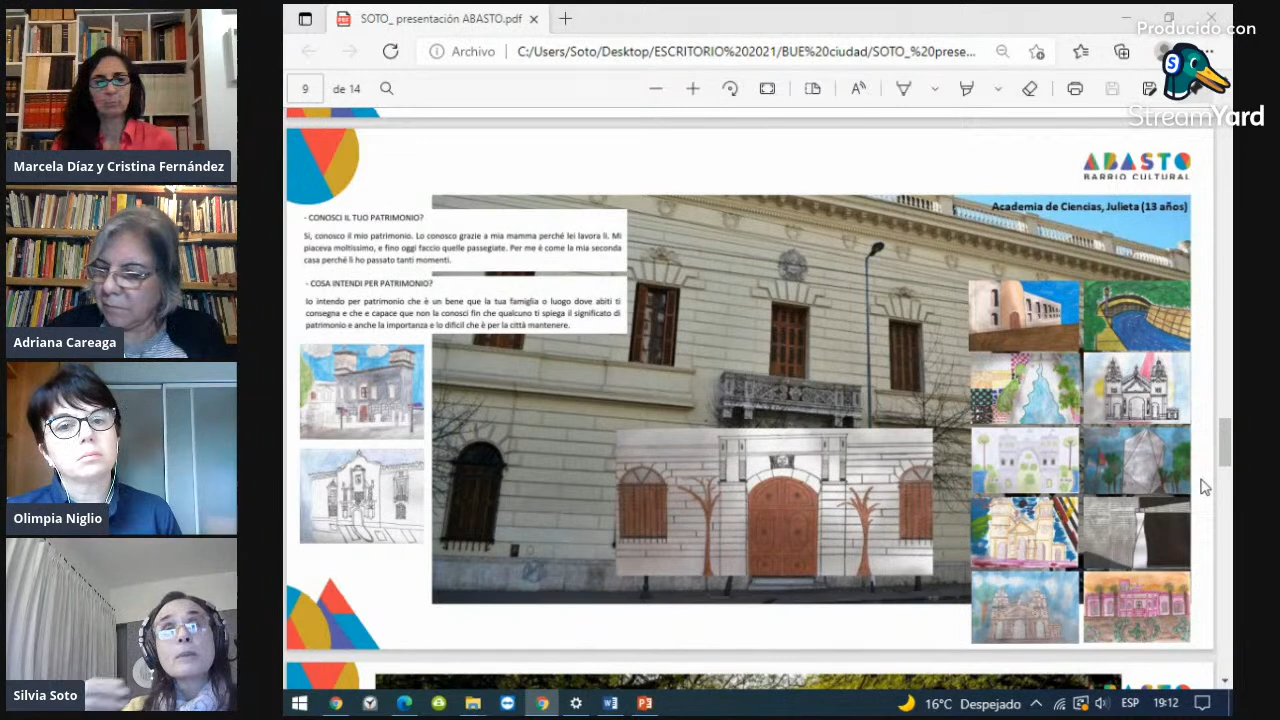 SOTO_ presentación ABASTO.pdf
Producido con
StreamYard
Archivo
C:/Users/Soto/Desktop/ESCRITORIO%202021/BUE%20ciudad/SOTO_%20prese...
9
de 14
ABASTO
BARRIO CULTURAL
Academia de Ciencias, Julieta (13 años)
- CONOSCI IL TUO PATRIMONIO?
Si, conosco il mio patrimonio. Lo conosco grazie a mia mamma perché lei lavora lì. Mi
piaceva moltissimo, e fino oggi faccio quelle passegiate. Per me è come la mia seconda
casa perché lì ho passato tanti momenti.
- COSA INTENDI PER PATRIMONIO?
Io intendo per patrimonio che è un bene que la tua famiglia o luogo dove abiti ti
consegna e che e capace que non la conosci fin che qualcuno ti spiega il significato di
patrimonio e anche la importanza e lo dificil che è per la città mantenere.
Marcela Díaz y Cristina Fernández
Adriana Careaga
Olimpia Niglio
Silvia Soto
16°C Despejado
ESP
19:12